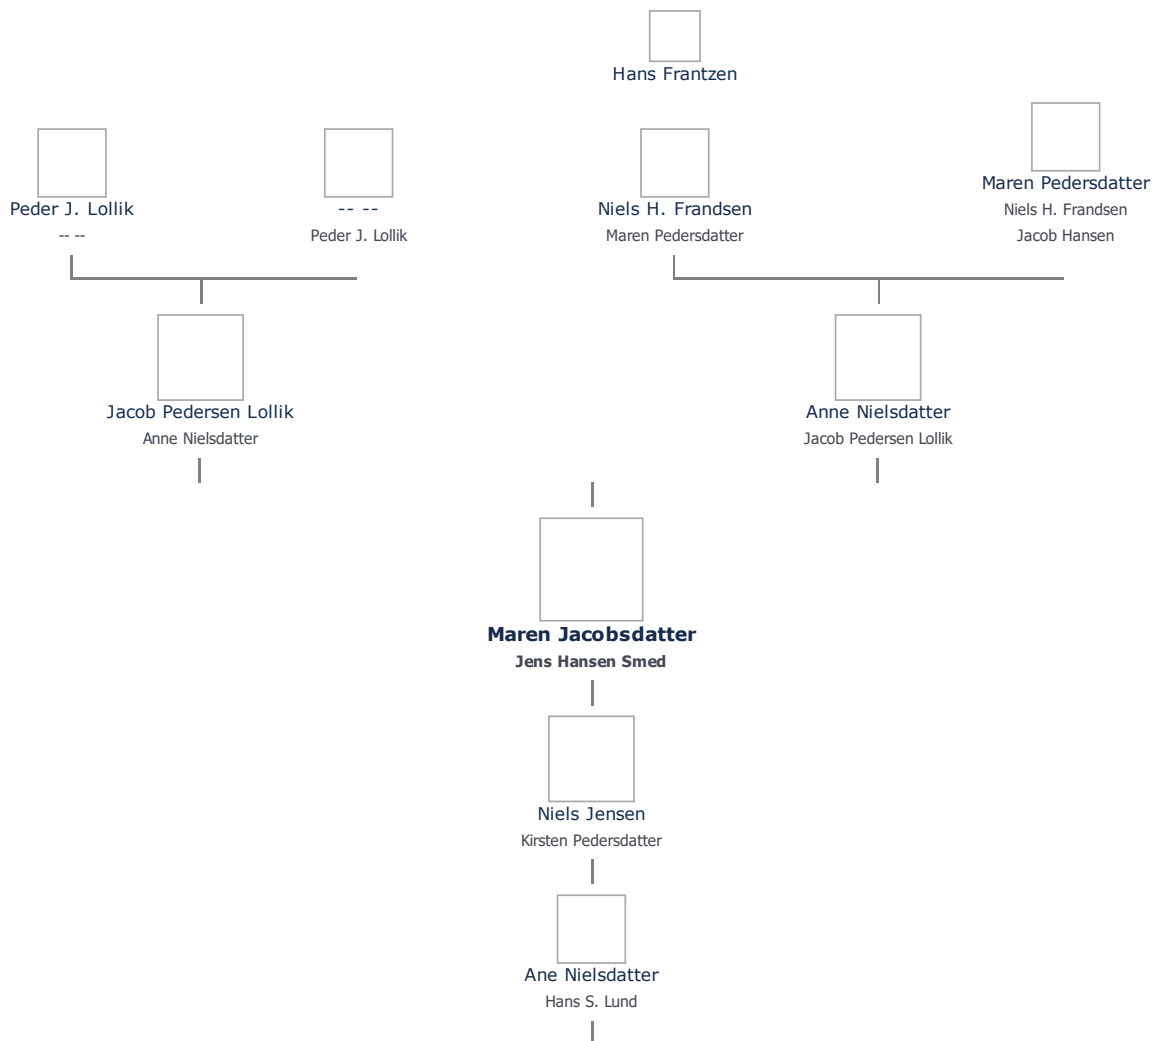 Hans Frantzen
Peder J. Lollik
-- --
-- --
Peder J. Lollik
Niels H. Frandsen
Maren Pedersdatter
Maren Pedersdatter
Niels H. Frandsen
Jacob Hansen
Jacob Pedersen Lollik
Anne Nielsdatter
Anne Nielsdatter
Jacob Pedersen Lollik
Maren Jacobsdatter
Jens Hansen Smed
Niels Jensen
Kirsten Pedersdatter
Ane Nielsdatter
Hans S. Lund